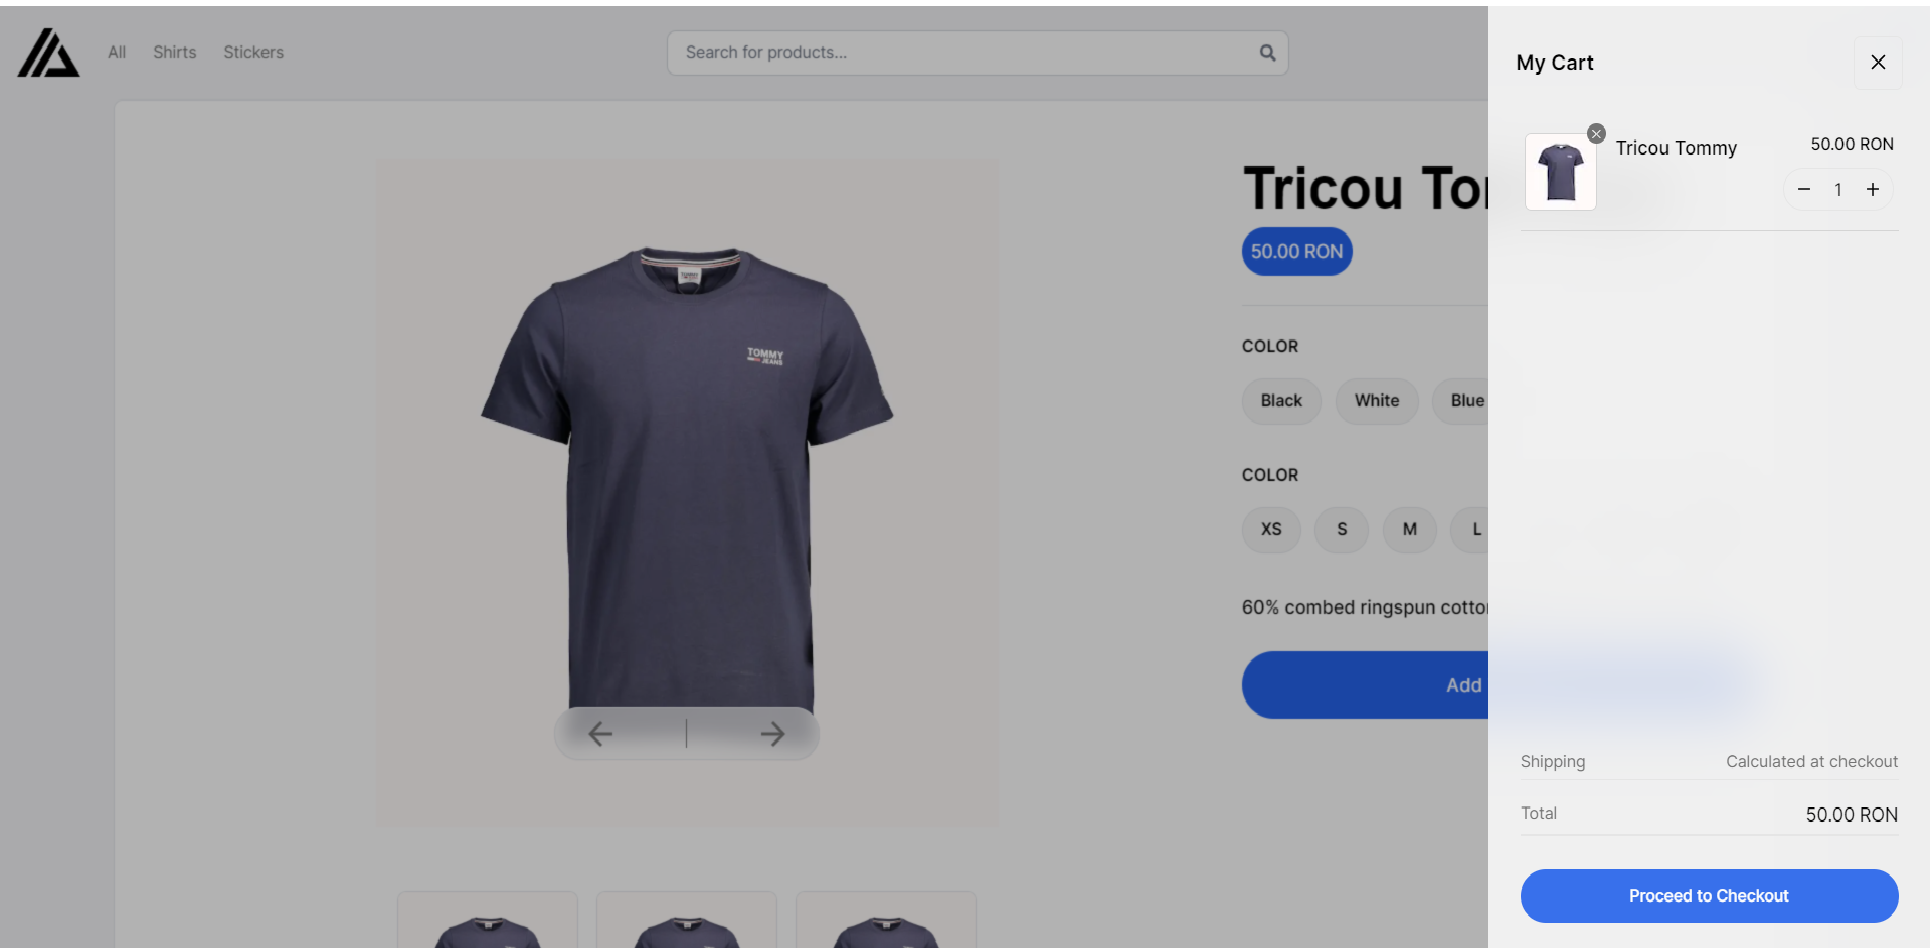 All
Shirts
Stickers
Search for products...
TOMMY
TOMMY
JEANS
Tricou To
50.00 RON
COLOR
Black
White
Blue
COLOR
XS
S
M
L
60% combed ringspun cotto
Add
My Cart
Tricou Tommy
50.00 RON
1
Shipping
Calculated at checkout
Total
50.00 RON
Proceed to Checkout